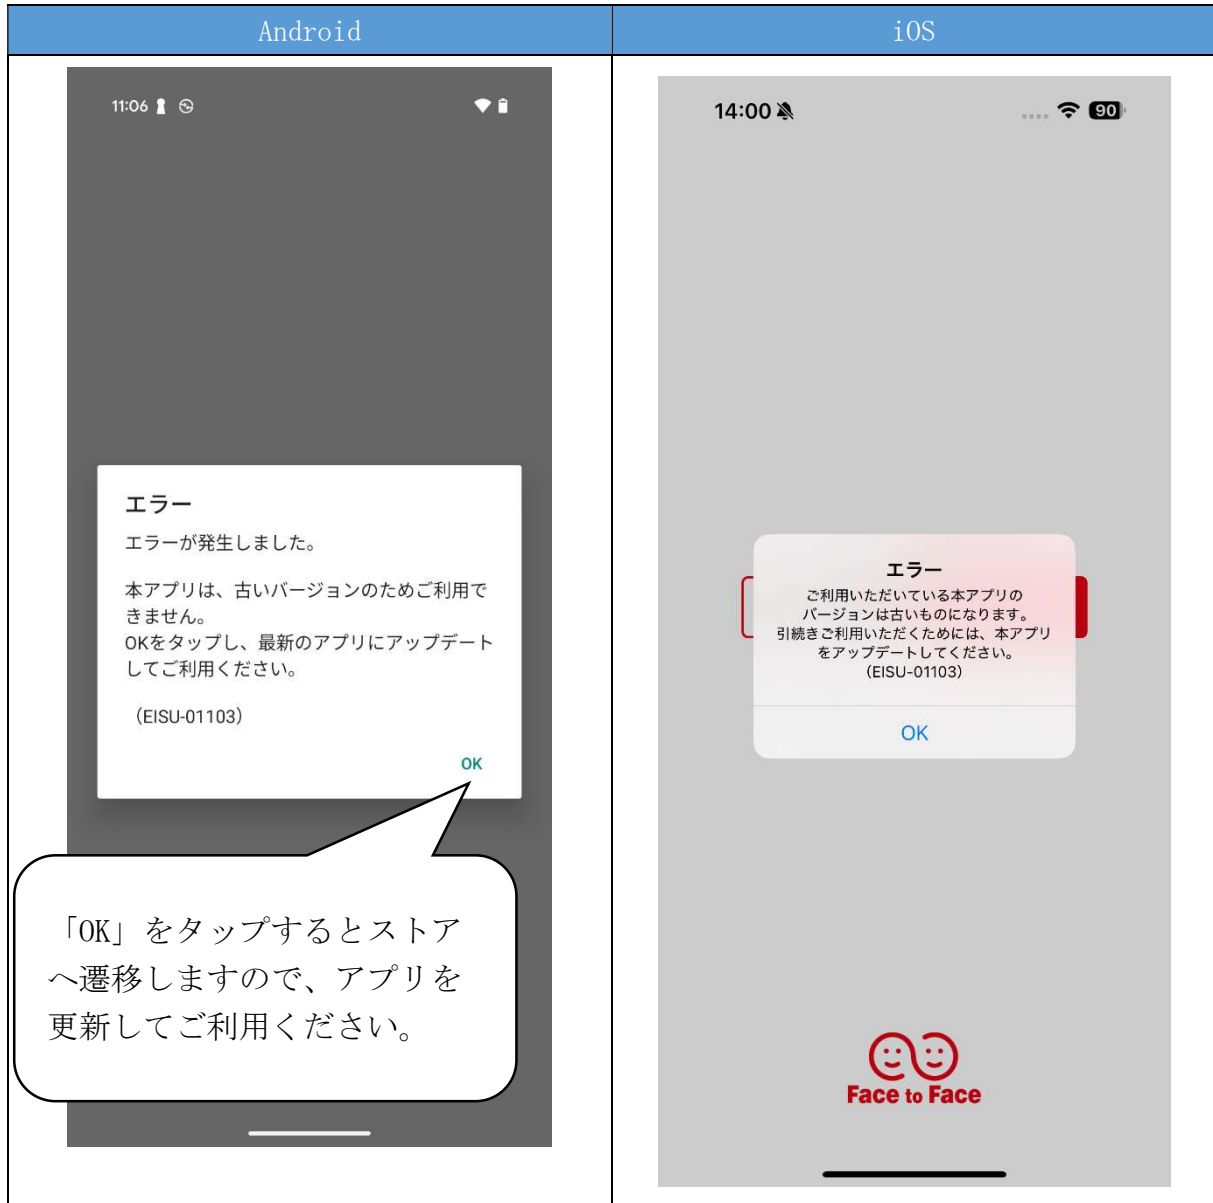 Android
iOS
11:06
エラー
エラーが発生しました。
本アプリは、古いバージョンのためご利用で
きません。
OKをタップし、最新のアプリにアップデート
してご利用ください。
（EISU-01103）
OK
「OK」をタップするとストア
へ遷移しますので、アプリを
更新してご利用ください。
14:00
90
エラー
ご利用いただいている本アプリの
バージョンは古いものになります。
引続きご利用いただくためには、本アプリ
をアップデートしてください。
（EISU-01103）
OK
Face to Face